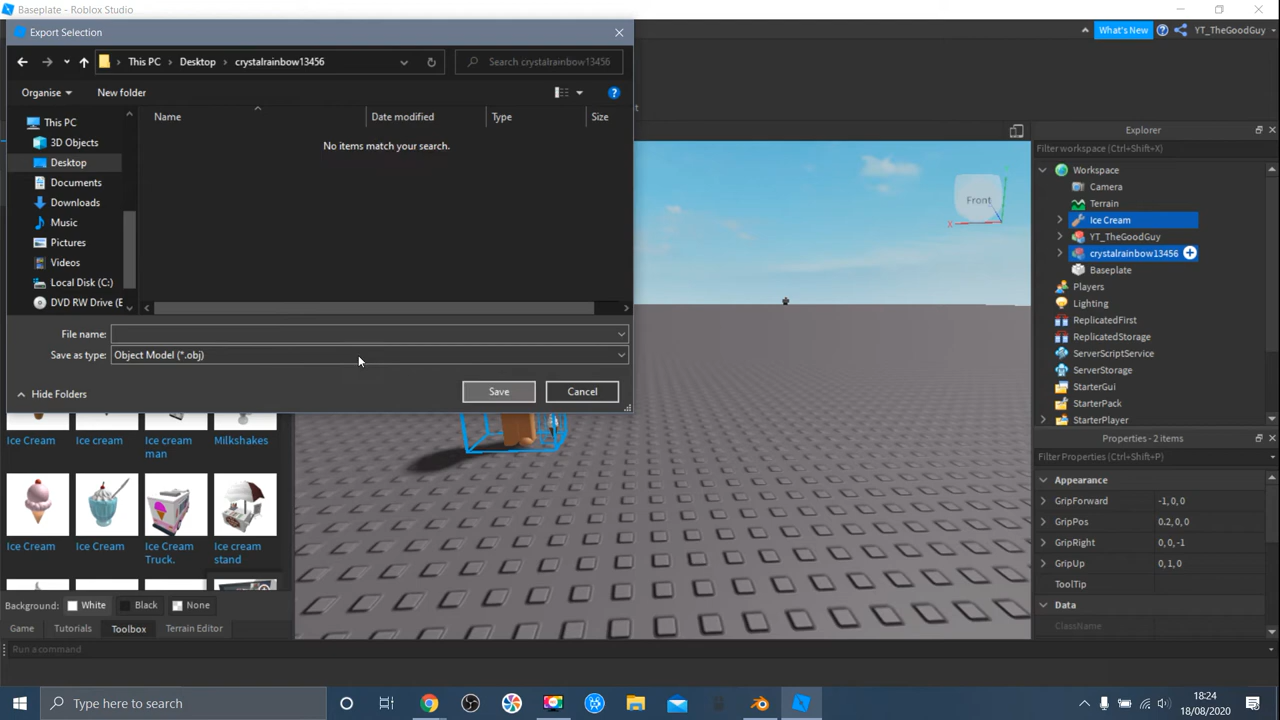 Baseplate - Roblox Studio
Export Selection
What's New
YT_TheGoodGuy
This PC
Desktop
crystalrainbow13456
Search crystalrainbow13456
Organise
New folder
Name
Date modified
Type
Size
No items match your search.
This PC
3D Objects
Desktop
Documents
Downloads
Music
Pictures
Videos
Local Disk (C:)
DVD RW Drive (E
File name:
Save as type:
Object Model (*.obj)
Hide Folders
Save
Cancel
Front
X
Explorer
Filter workspace (Ctrl+Shift+X)
Workspace
Camera
Terrain
Ice Cream
YT_TheGoodGuy
crystalrainbow13456
Baseplate
Players
Lighting
ReplicatedFirst
ReplicatedStorage
ServerScriptService
ServerStorage
StarterGui
StarterPack
StarterPlayer
Properties - 2 items
Filter Properties (Ctrl+Shift+P)
Appearance
GripForward -1, 0, 0
GripPos 0.2, 0, 0
GripRight 0, 0, -1
GripUp 0, 1, 0
ToolTip
Data
ClassName
Ice Cream
Ice cream
Ice cream
man
Milkshakes
Ice Cream
Ice Cream
Ice Cream
Truck.
Ice cream
stand
Background: White Black None
Game
Tutorials
Toolbox
Terrain Editor
Run a command
Type here to search
18:24
18/08/2020